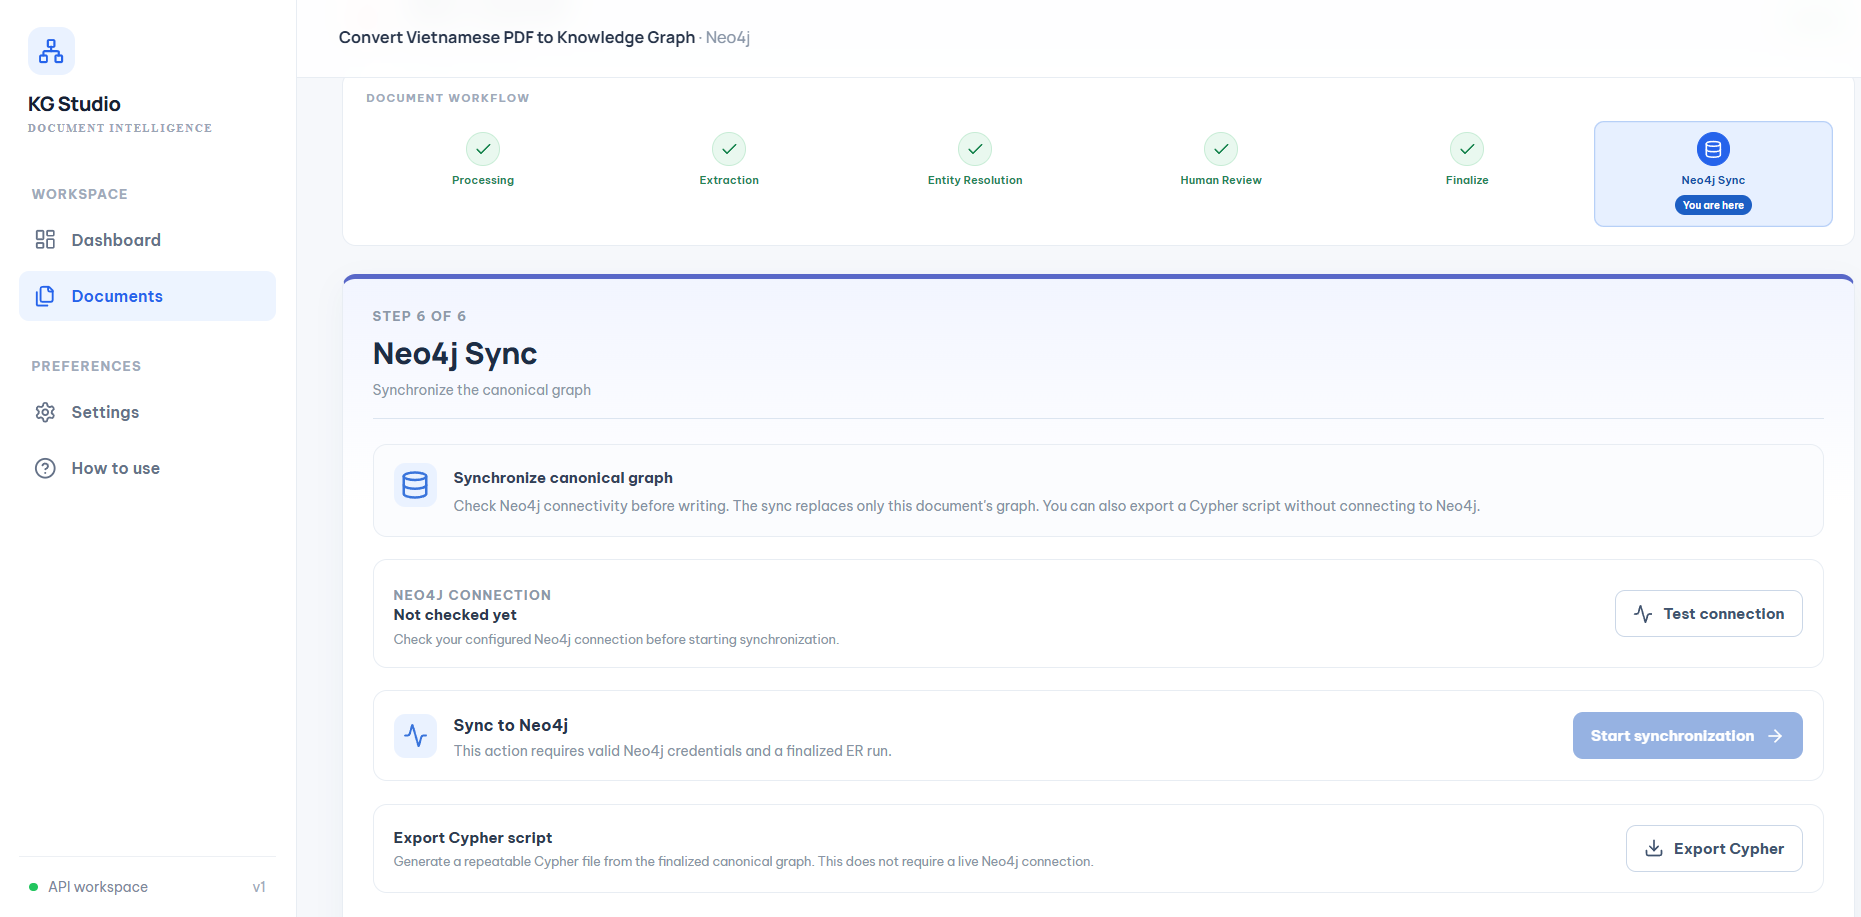 KG Studio
DOCUMENT INTELLIGENCE
WORKSPACE
Dashboard
Documents
PREFERENCES
Settings
How to use
API workspace
v1
Convert Vietnamese PDF to Knowledge Graph · Neo4j
DOCUMENT WORKFLOW
Processing
Extraction
Entity Resolution
Human Review
Finalize
Neo4j Sync
You are here
STEP 6 OF 6
Neo4j Sync
Synchronize the canonical graph
Synchronize canonical graph
Check Neo4j connectivity before writing. The sync replaces only this document's graph. You can also export a Cypher script without connecting to Neo4j.
NEO4J CONNECTION
Not checked yet
Check your configured Neo4j connection before starting synchronization.
Test connection
Sync to Neo4j
This action requires valid Neo4j credentials and a finalized ER run.
Start synchronization
Export Cypher script
Generate a repeatable Cypher file from the finalized canonical graph. This does not require a live Neo4j connection.
Export Cypher